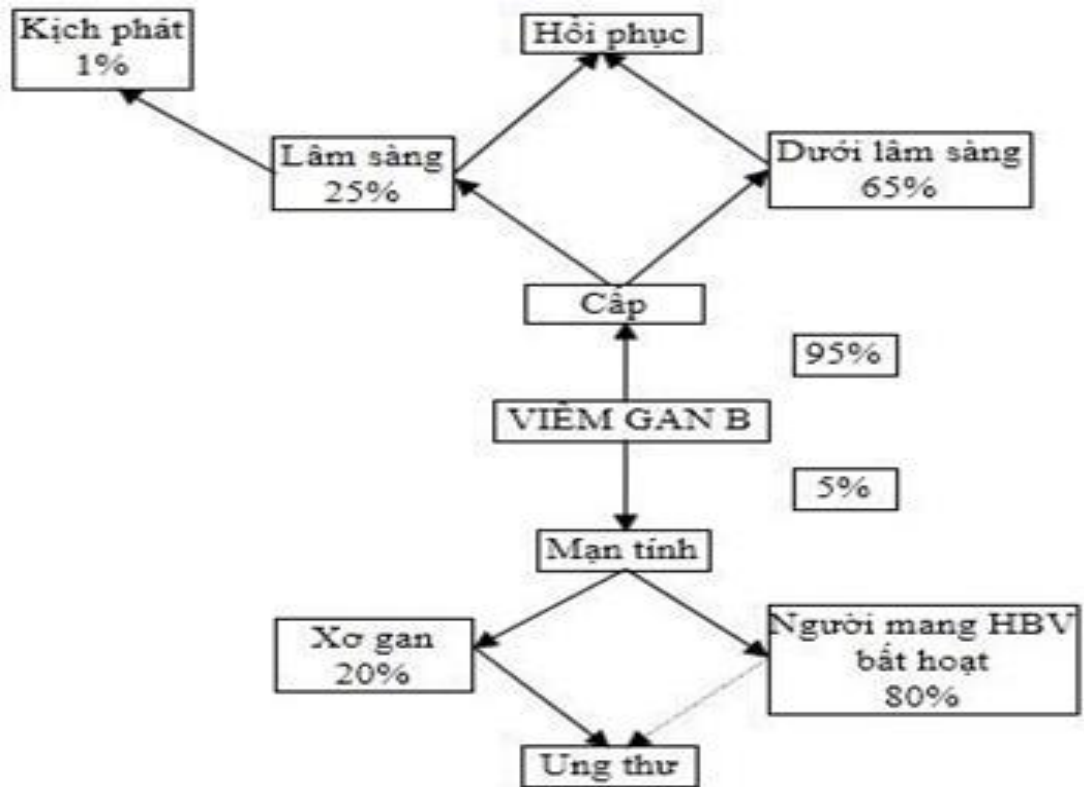 Kịch phát
1%
Hồi phục
Lâm sàng
25%
Dưới lâm sàng
65%
Cấp
95%
VIÊM GAN B
5%
Mạn tính
Xơ gan
20%
Người mang HBV
bất hoạt
80%
Ung thư